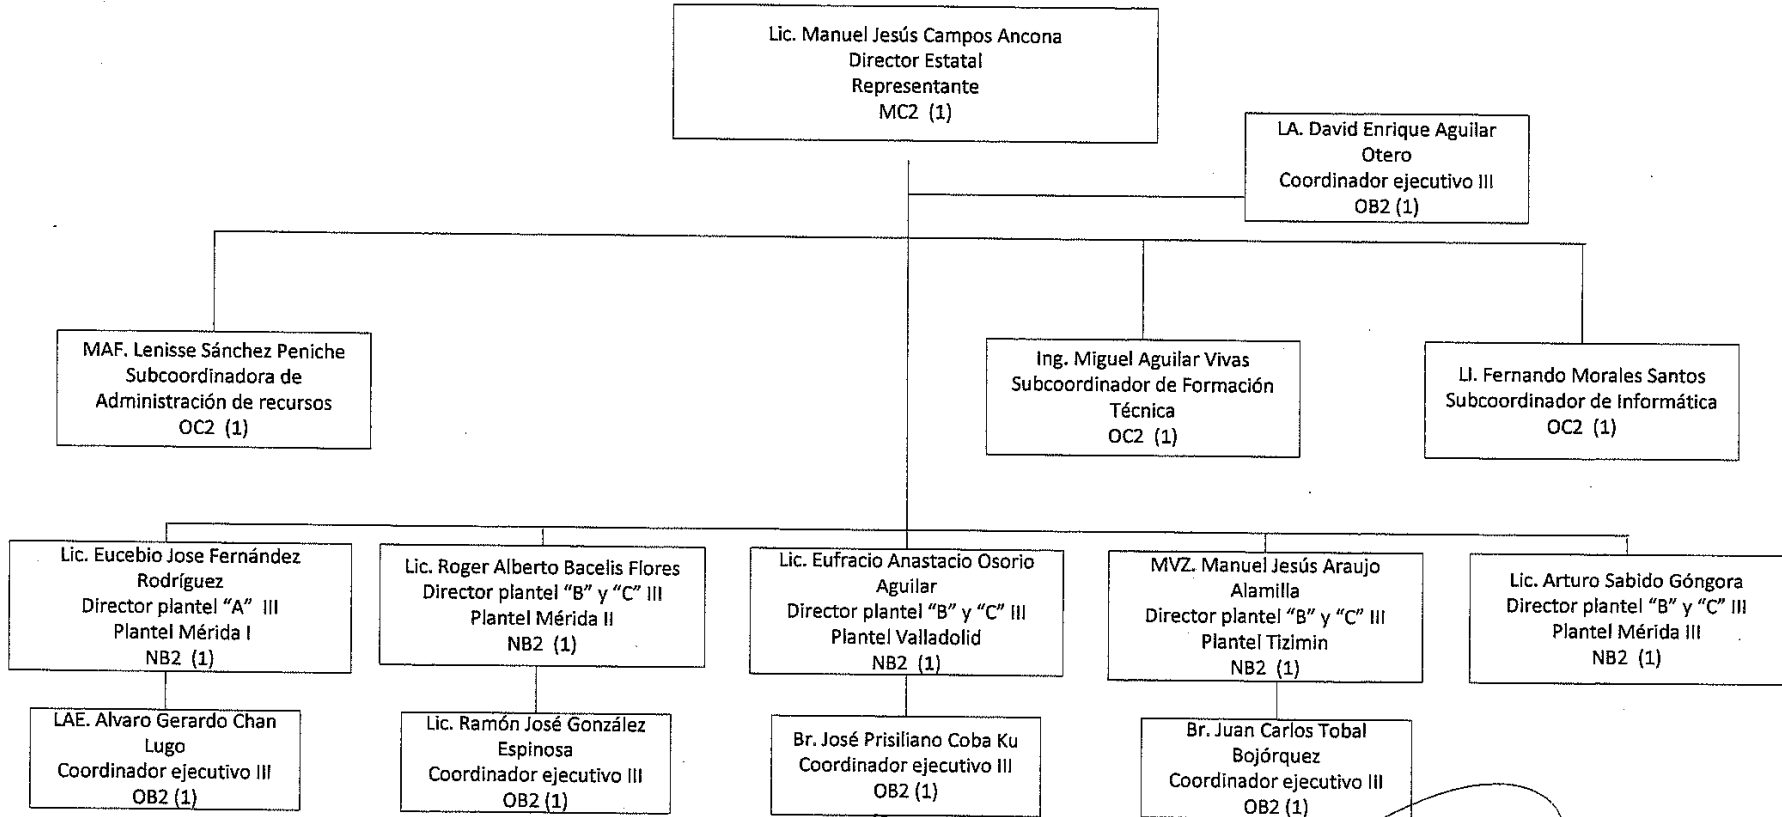 Lic. Manuel Jesús Campos Ancona
Director Estatal
Representante
MC2 (1)
LA. David Enrique Aguilar
Otero
Coordinador ejecutivo III
OB2 (1)
MAF. Lenisse Sánchez Peniche
Subcoordinadora de
Administración de recursos
OC2 (1)
Ing. Miguel Aguilar Vivas
Subcoordinador de Formación
Técnica
OC2 (1)
LI. Fernando Morales Santos
Subcoordinador de Informática
OC2 (1)
Lic. Eucebio Jose Fernández
Rodríguez
Director plantel "A" III
Plantel Mérida I
NB2 (1)
Lic. Roger Alberto Bacelis Flores
Director plantel "B" y "C" III
Plantel Mérida II
NB2 (1)
Lic. Eufracio Anastacio Osorio
Aguilar
Director plantel "B" y "C" III
Plantel Valladolid
NB2 (1)
MVZ. Manuel Jesús Araujo
Alamilla
Director plantel "B" y "C" III
Plantel Tizimin
NB2 (1)
Lic. Arturo Sabido Góngora
Director plantel "B" y "C" III
Plantel Mérida III
NB2 (1)
LAE. Alvaro Gerardo Chan
Lugo
Coordinador ejecutivo III
OB2 (1)
Lic. Ramón José González
Espinosa
Coordinador ejecutivo III
OB2 (1)
Br. José Prisiliano Coba Ku
Coordinador ejecutivo III
OB2 (1)
Br. Juan Carlos Tobal
Bojórquez
Coordinador ejecutivo III
OB2 (1)